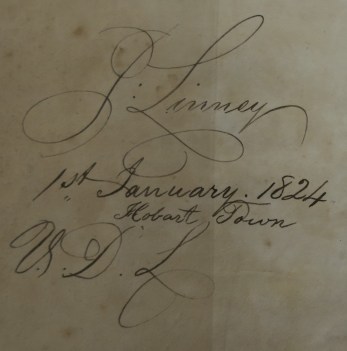 J. Linney
1st January. 1824
Hobart Town
V. D. L